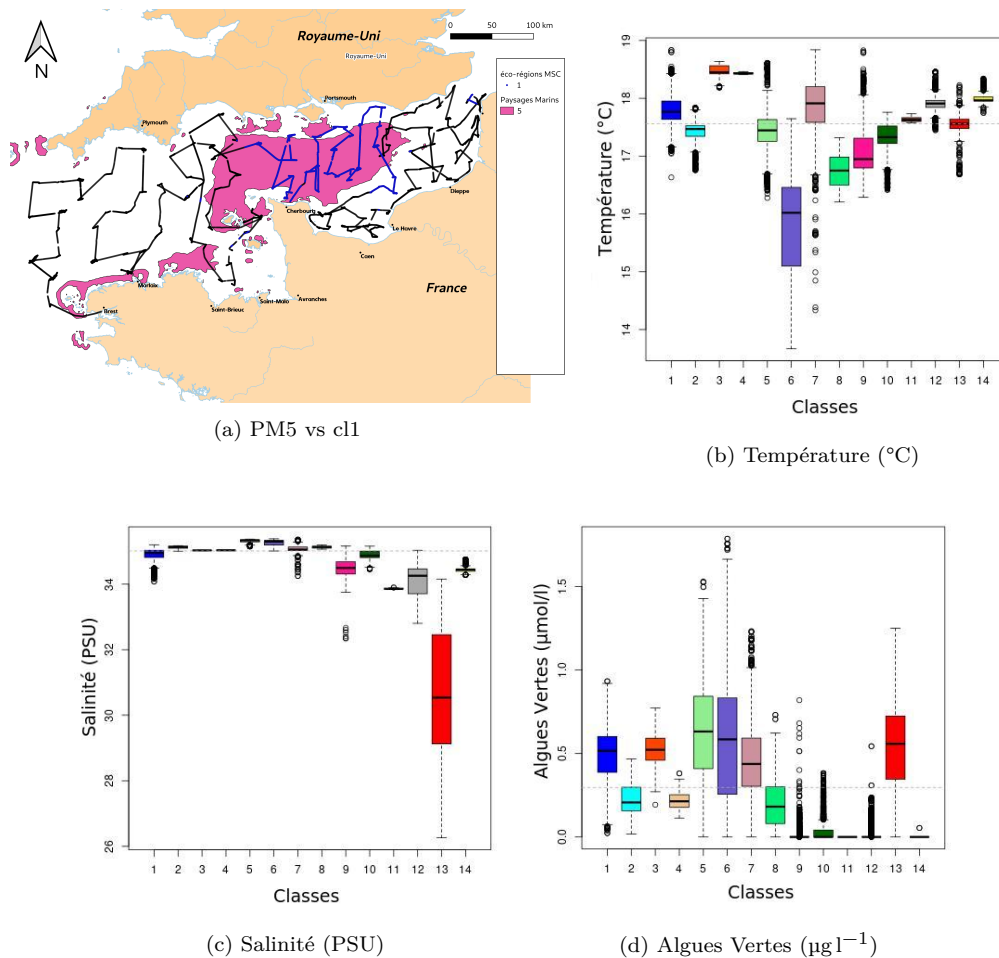 0 50 100 km
Royaume-Uni
Royaume-Uni
N
éco-régions MSC
1
Paysages Marins
5
Portsmouth
Plymouth
Dieppe
Cherbourg
Le Havre
Caen
France
Morlaix
Avranches
Saint-Malo
Saint-Brieuc
Brest
(a) PM5 vs cl1
Température (°C)
19
18
17
16
15
14
1 2 3 4 5 6 7 8 9 10 11 12 13 14
Classes
(b) Température (°C)
Salinité (PSU)
34
32
30
28
26
1 2 3 4 5 6 7 8 9 10 11 12 13 14
Classes
(c) Salinité (PSU)
Algues Vertes (µmol/l)
1.5
1.0
0.5
0.0
1 2 3 4 5 6 7 8 9 10 11 12 13 14
Classes
(d) Algues Vertes (µg l⁻¹)